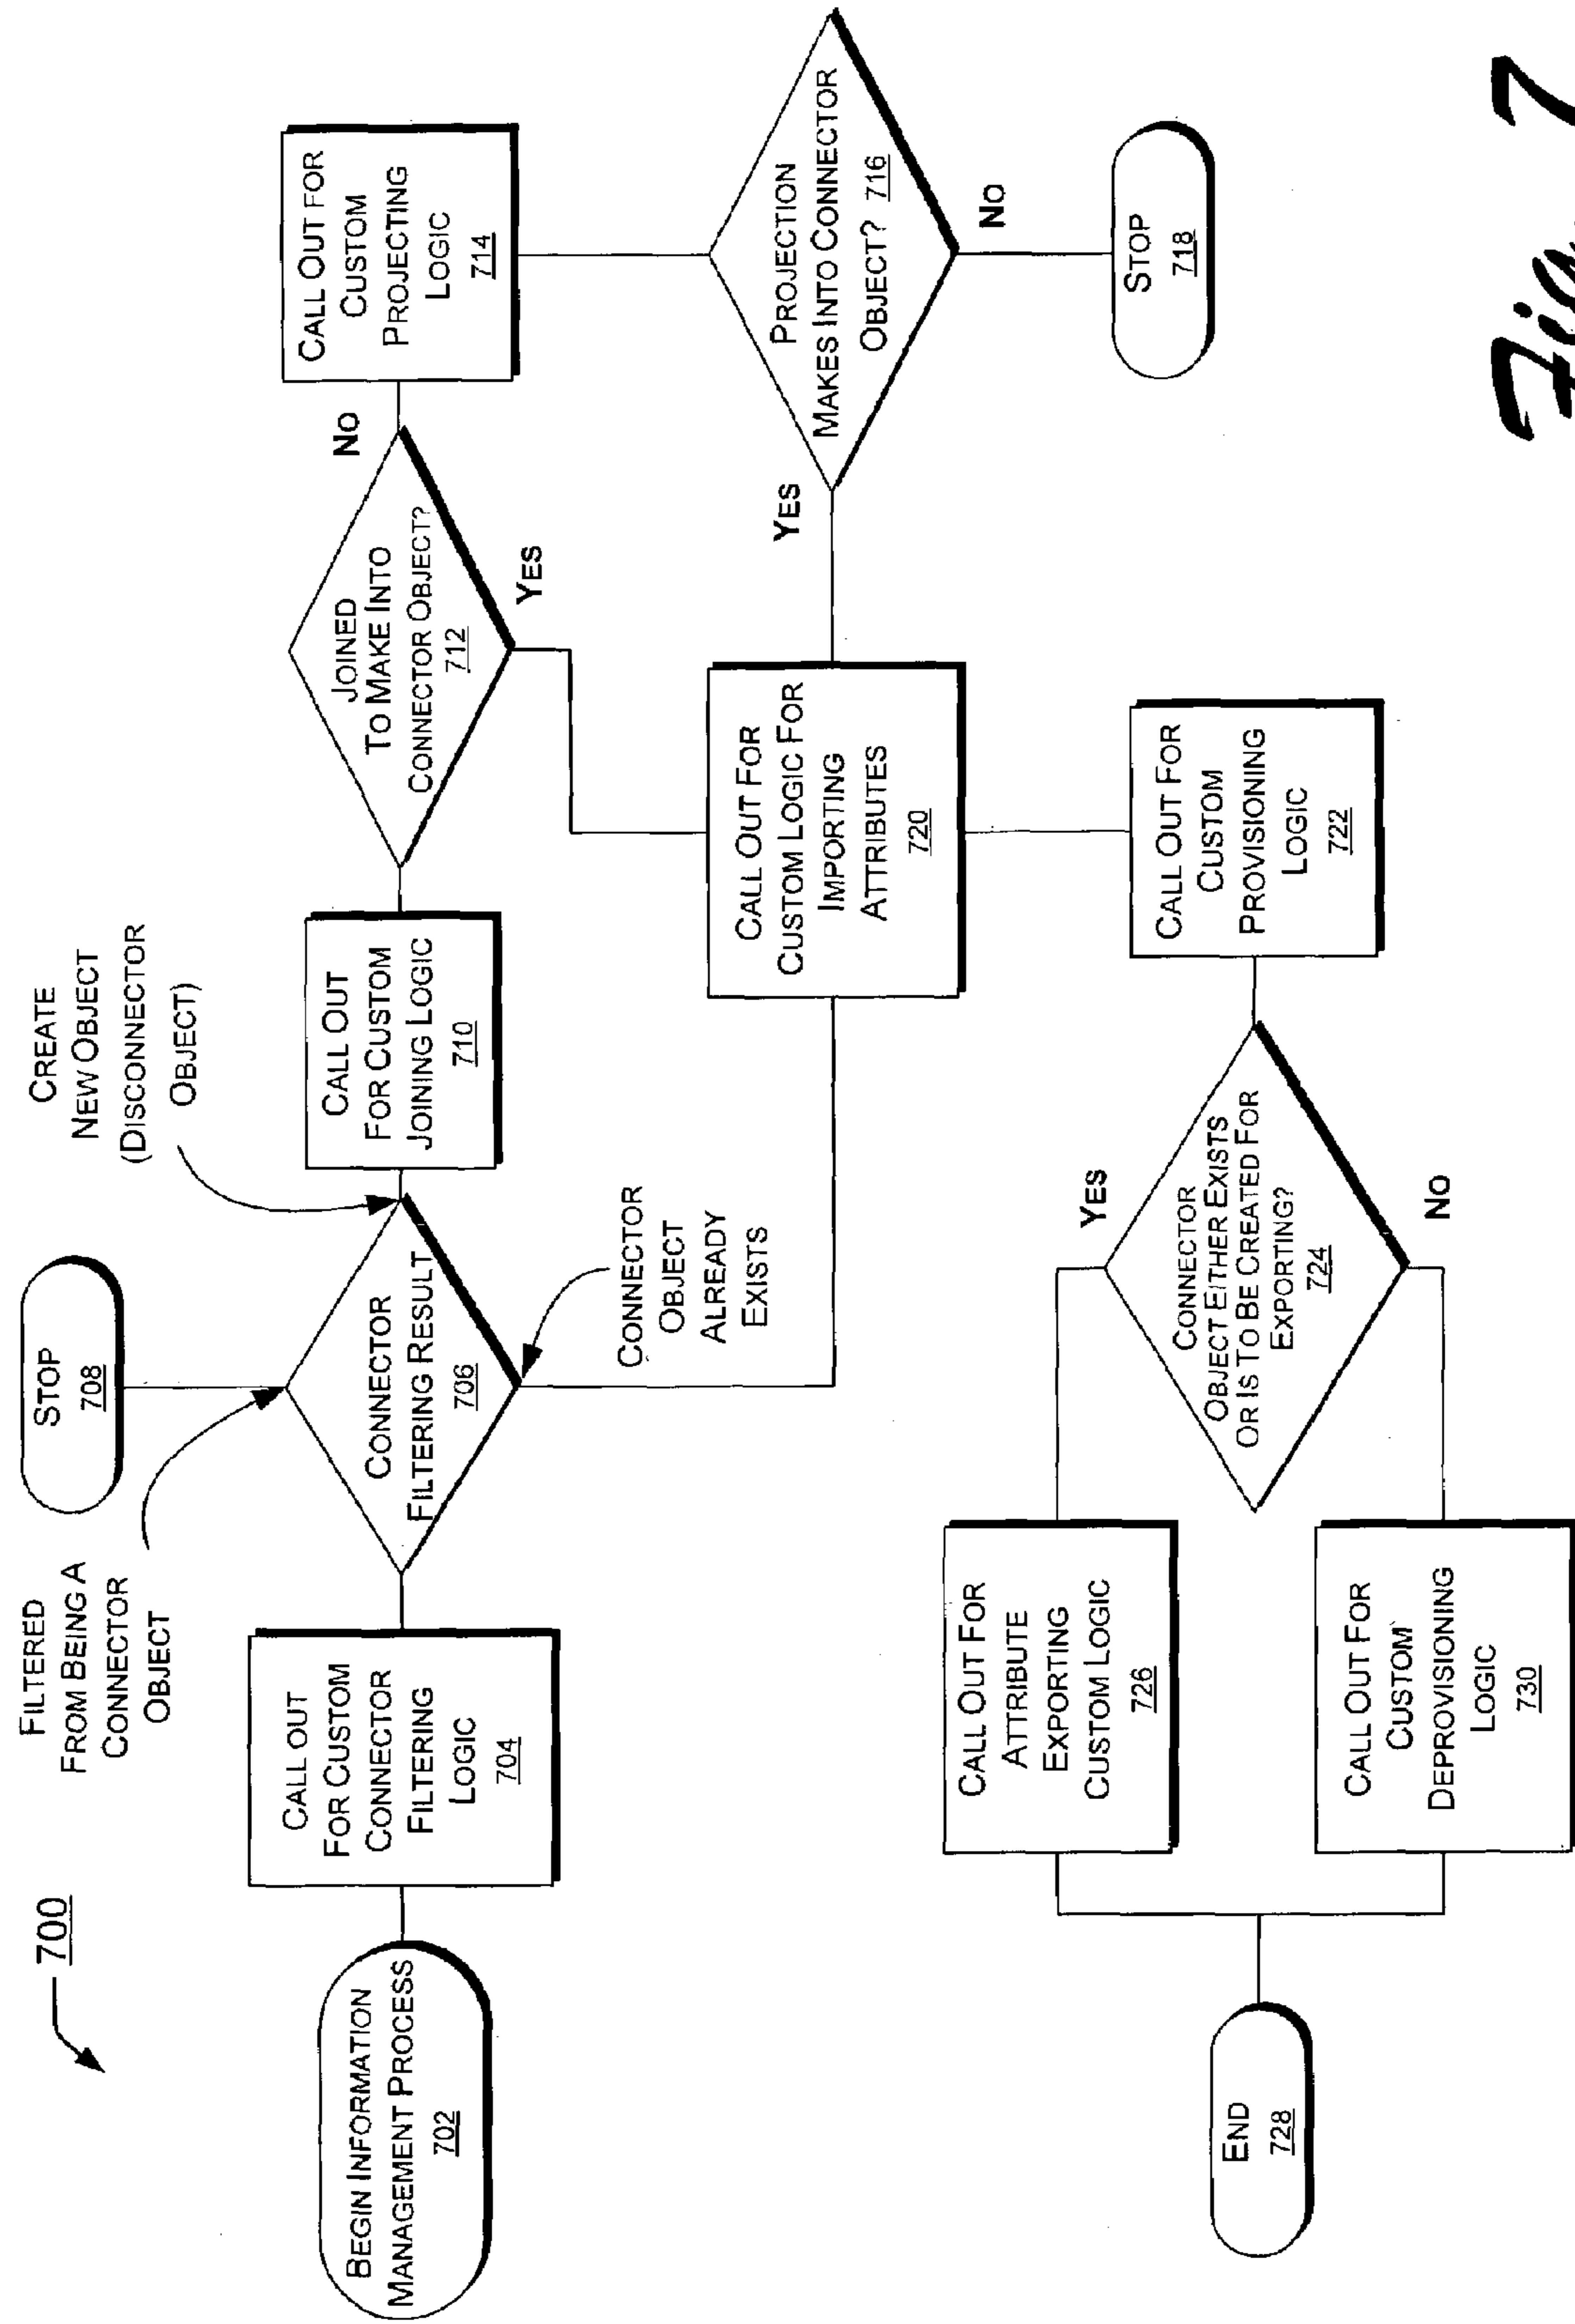 700
BEGIN INFORMATION
MANAGEMENT PROCESS
702
CALL OUT
FOR CUSTOM
CONNECTOR
FILTERING
LOGIC
704
FILTERED
FROM BEING A
CONNECTOR
OBJECT
STOP
708
CONNECTOR
FILTERING RESULT
706
CREATE
NEW OBJECT
(DISCONNECTOR
OBJECT)
CONNECTOR
OBJECT
ALREADY
EXISTS
CALL OUT
FOR CUSTOM
JOINING LOGIC
710
JOINED
TO MAKE INTO
CONNECTOR OBJECT?
712
NO
YES
CALL OUT FOR
CUSTOM
PROJECTING
LOGIC
714
PROJECTION
MAKES INTO CONNECTOR
OBJECT? 716
YES
NO
STOP
718
CALL OUT FOR
CUSTOM LOGIC FOR
IMPORTING
ATTRIBUTES
720
CALL OUT FOR
CUSTOM
PROVISIONING
LOGIC
722
CONNECTOR
OBJECT EITHER EXISTS
OR IS TO BE CREATED FOR
EXPORTING?
724
YES
NO
CALL OUT FOR
ATTRIBUTE
EXPORTING
CUSTOM LOGIC
726
CALL OUT FOR
CUSTOM
DEPROVISIONING
LOGIC
730
END
728
Fig. 7